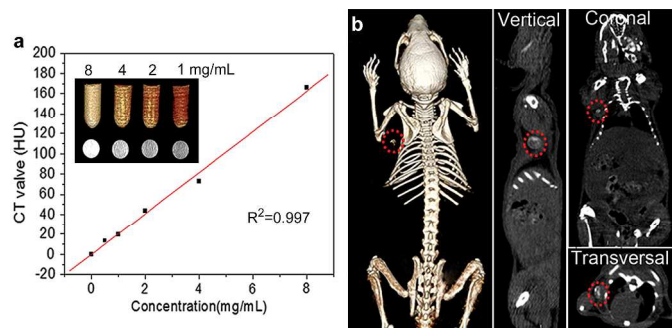 a
CT valve (HU)
200
180
160
140
120
100
80
60
40
20
0
-20
8 4 2 1 mg/mL
R²=0.997
0 2 4 6 8
Concentration(mg/mL)
b
Vertical
Coronal
Transversal